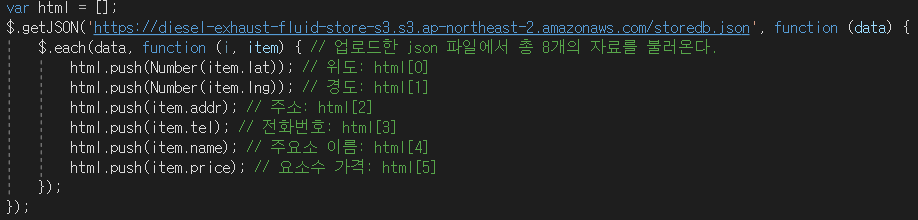 var html = [];
$.getJSON('https://diesel-exhaust-fluid-store-s3.s3.ap-northeast-2.amazonaws.com/storedb.json', function (data) {
    $.each(data, function (i, item) { // 업로드한 json 파일에서 총 8개의 자료를 불러온다.
        html.push(Number(item.lat)); // 위도: html[0]
        html.push(Number(item.lng)); // 경도: html[1]
        html.push(item.addr); // 주소: html[2]
        html.push(item.tel); // 전화번호: html[3]
        html.push(item.name); // 주요소 이름: html[4]
        html.push(item.price); // 요소수 가격: html[5]
    });
});